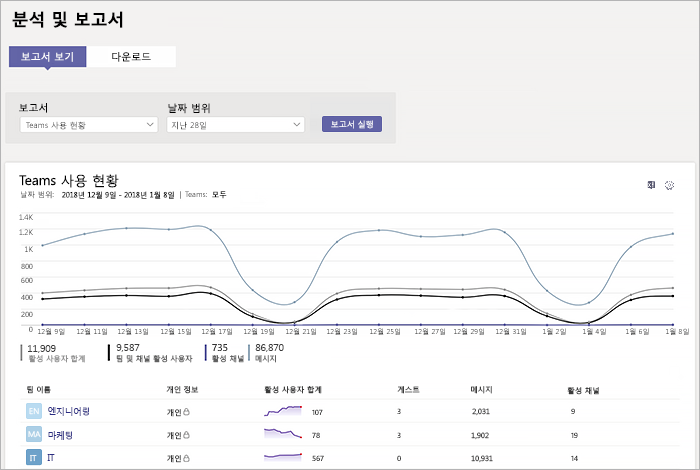 분석 및 보고서
보고서 보기 다운로드
보고서 날짜 범위
Teams 사용 현황 지난 28일 보고서 실행
Teams 사용 현황
날짜 범위: 2018년 12월 9일 - 2018년 1월 8일 | Teams: 모두
1.4K
1.2K
1K
800
600
400
200
0
12월 9일 12월 11일 12월 13일 12월 15일 12월 17일 12월 19일 12월 21일 12월 23일 12월 25일 12월 27일 12월 29일 12월 31일 1월 2일 1월 4일 1월 6일 1월 8일
11,909 9,587 735 86,870
활성 사용자 합계 팀 및 채널 활성 사용자 활성 채널 메시지
팀 이름 개인 정보 활성 사용자 합계 게스트 메시지 활성 채널
EN 엔지니어링 개인 107 3 2,031 9
MA 마케팅 개인 78 3 1,902 19
IT IT 개인 567 0 10,931 14